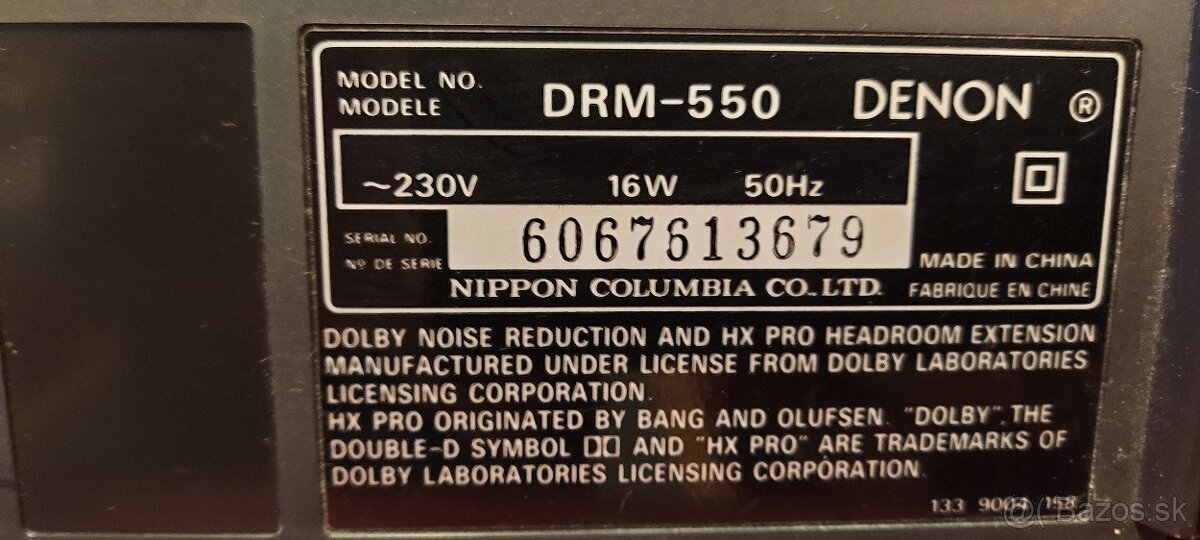 MODEL NO.
MODELE
DRM-550
DENON ®
~230V 16W 50Hz
SERIAL NO.
Nº DE SERIE
6067613679
NIPPON COLUMBIA CO.,LTD.
MADE IN CHINA
FABRIQUE EN CHINE
DOLBY NOISE REDUCTION AND HX PRO HEADROOM EXTENSION
MANUFACTURED UNDER LICENSE FROM DOLBY LABORATORIES
LICENSING CORPORATION.
HX PRO ORIGINATED BY BANG AND OLUFSEN. "DOLBY", THE
DOUBLE-D SYMBOL AND "HX PRO" ARE TRADEMARKS OF
DOLBY LABORATORIES LICENSING CORPORATION.
133 158
Bazos.sk